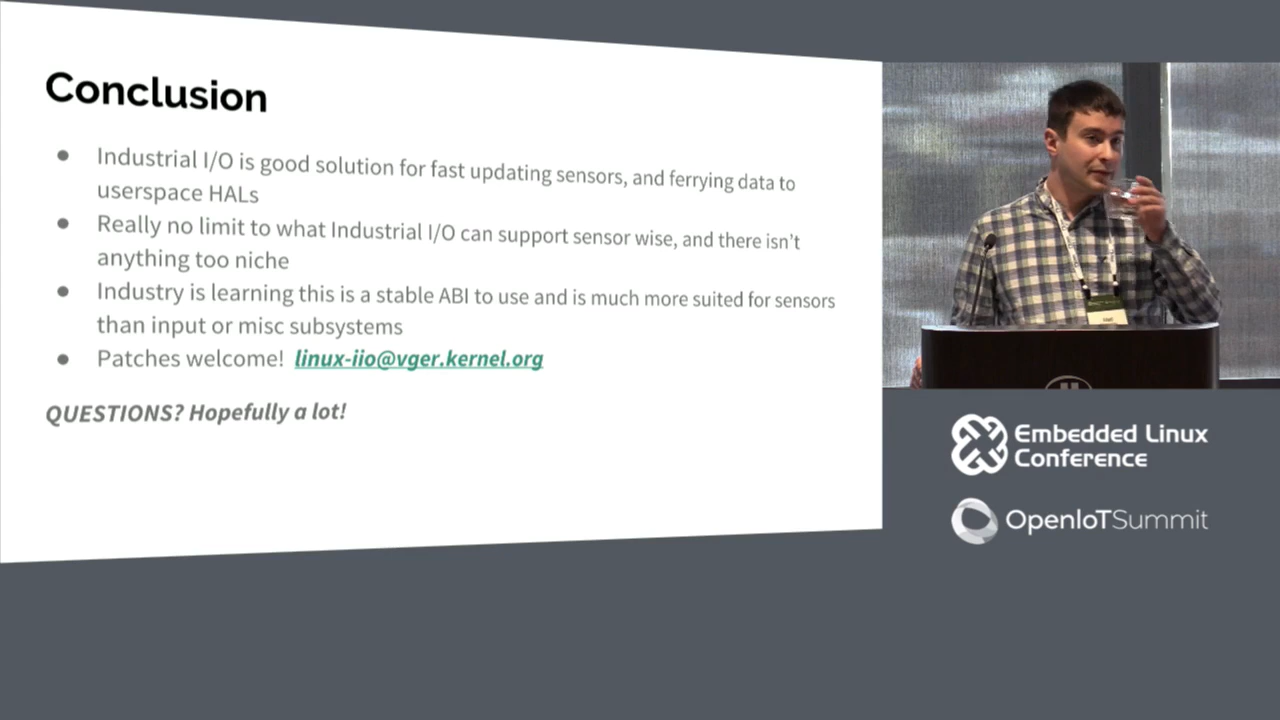 Conclusion
● Industrial I/O is good solution for fast updating sensors, and ferrying data to
userspace HALs
● Really no limit to what Industrial I/O can support sensor wise, and there isn't
anything too niche
● Industry is learning this is a stable ABI to use and is much more suited for sensors
than input or misc subsystems
● Patches welcome! linux-iio@vger.kernel.org
QUESTIONS? Hopefully a lot!
Embedded Linux
Conference
OpenIoTSummit